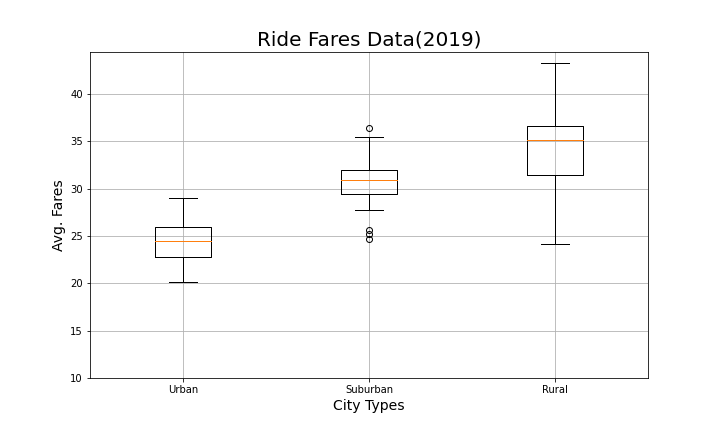 Ride Fares Data(2019)
Avg. Fares
40
35
30
25
20
15
10
Urban
Suburban
Rural
City Types